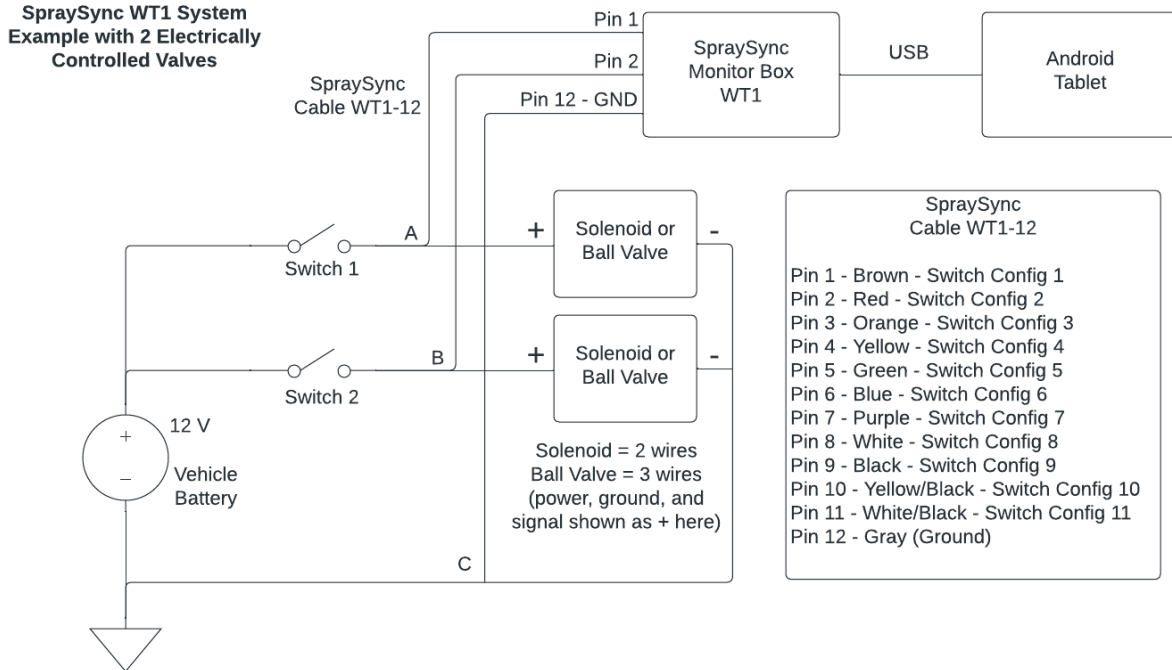 SpraySync WT1 System
Example with 2 Electrically
Controlled Valves
SpraySync
Cable WT1-12
Pin 1
Pin 2
Pin 12 - GND
SpraySync
Monitor Box
WT1
USB
Android
Tablet
Switch 1
A
+
Solenoid or
Ball Valve
-
Switch 2
B
+
Solenoid or
Ball Valve
-
12 V
+
−
Vehicle
Battery
Solenoid = 2 wires
Ball Valve = 3 wires
(power, ground, and
signal shown as + here)
C
SpraySync
Cable WT1-12
Pin 1 - Brown - Switch Config 1
Pin 2 - Red - Switch Config 2
Pin 3 - Orange - Switch Config 3
Pin 4 - Yellow - Switch Config 4
Pin 5 - Green - Switch Config 5
Pin 6 - Blue - Switch Config 6
Pin 7 - Purple - Switch Config 7
Pin 8 - White - Switch Config 8
Pin 9 - Black - Switch Config 9
Pin 10 - Yellow/Black - Switch Config 10
Pin 11 - White/Black - Switch Config 11
Pin 12 - Gray (Ground)